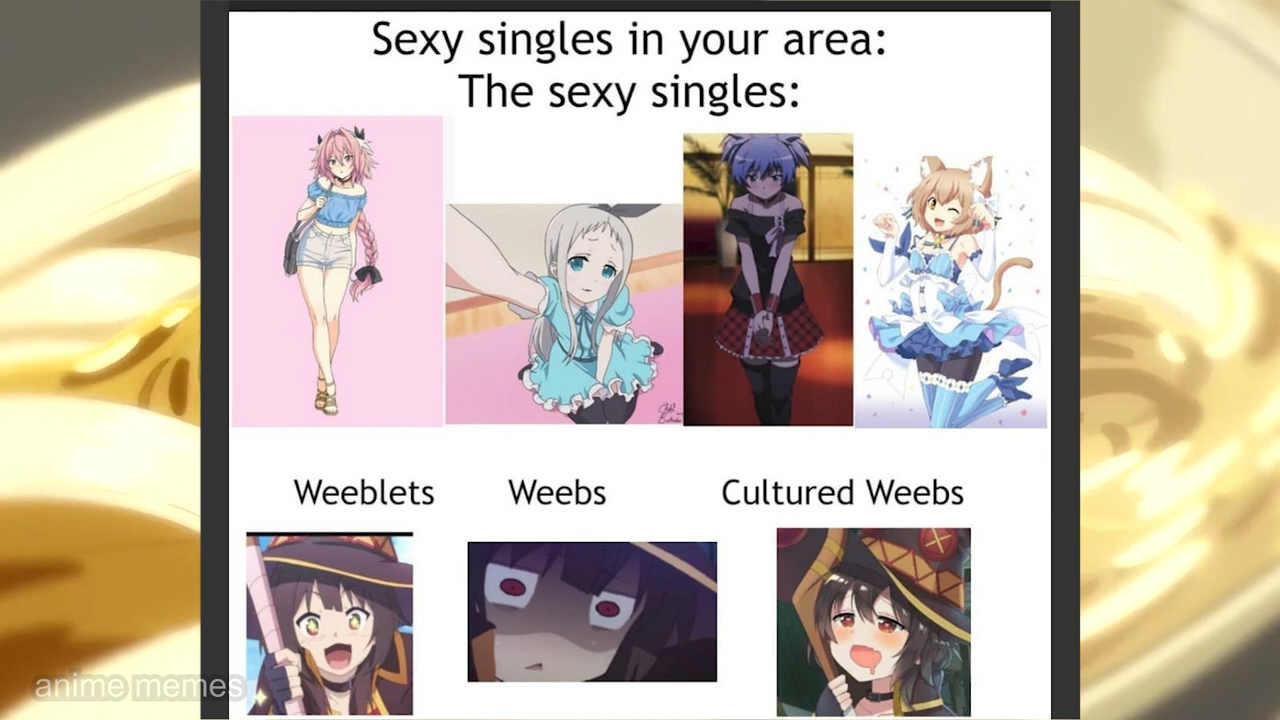 Sexy singles in your area:
The sexy singles:
Weeblets
Weebs
Cultured Weebs
anime memes